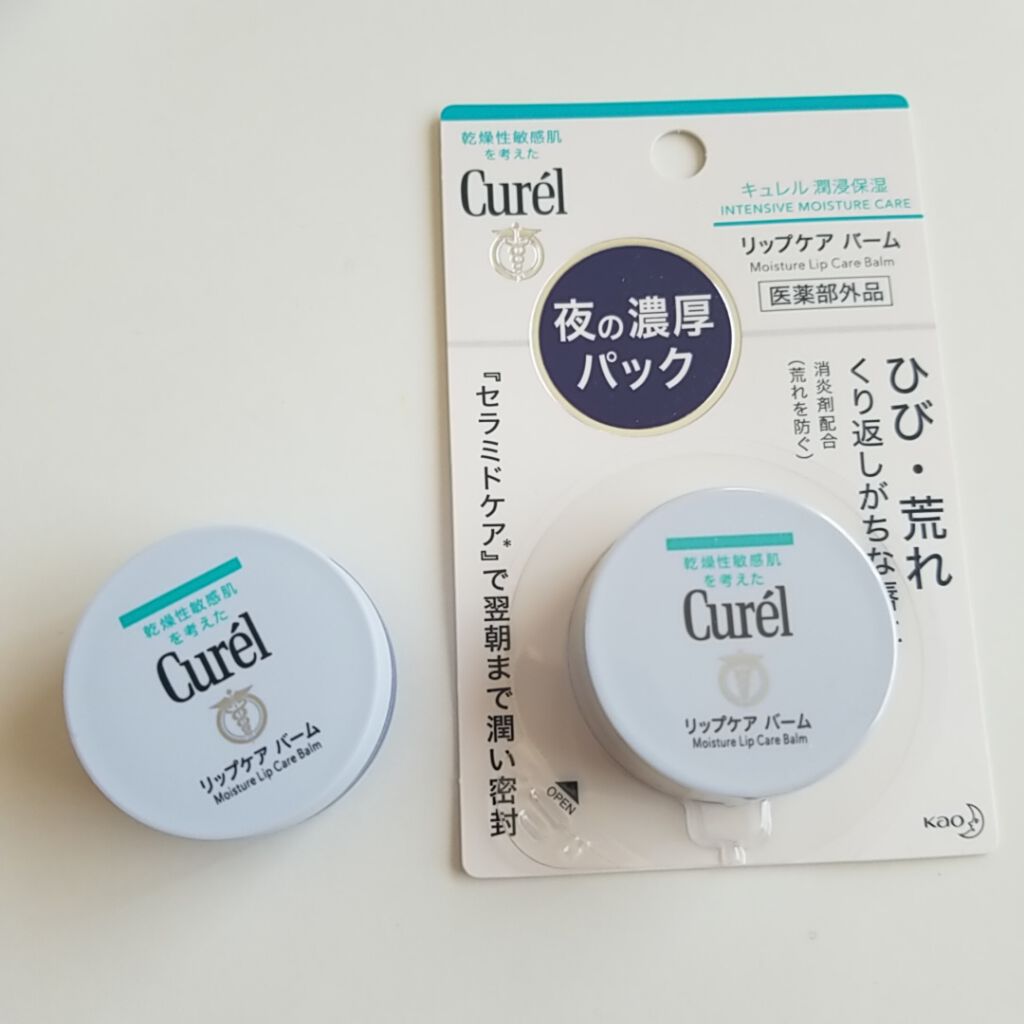 乾燥性敏感肌
を考えた
Curél
キュレル 潤浸保湿
INTENSIVE MOISTURE CARE
リップケア バーム
Moisture Lip Care Balm
医薬部外品
夜の濃厚
パック
ひび・荒れ
くり返しがちな
消炎剤配合
(荒れを防ぐ)
『セラミドケア*』で翌朝まで潤い密封
乾燥性敏感肌
を考えた
Curél
リップケア バーム
Moisture Lip Care Balm
OPEN
Kao
乾燥性敏感肌
を考えた
Curél
リップケア バーム
Moisture Lip Care Balm